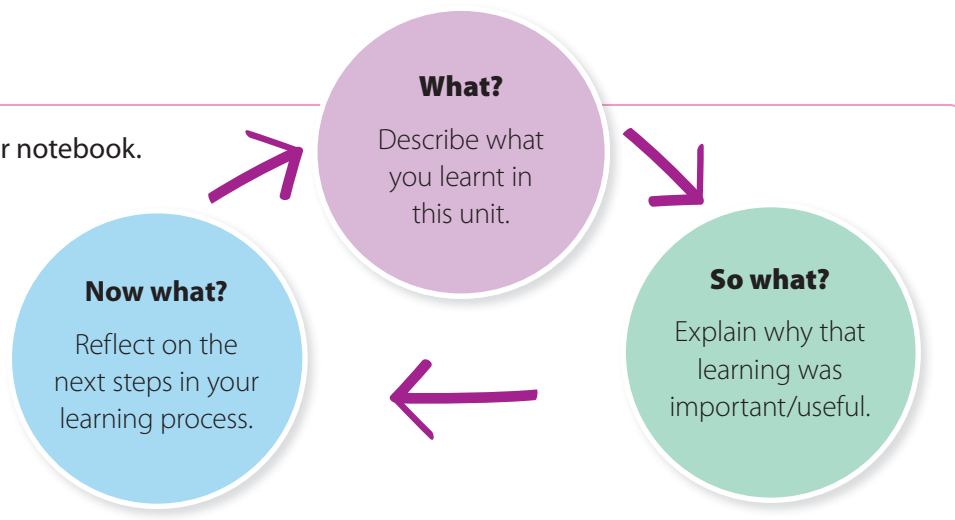 r notebook.
What?
Describe what
you learnt in
this unit.
So what?
Explain why that
learning was
important/useful.
Now what?
Reflect on the
next steps in your
learning process.